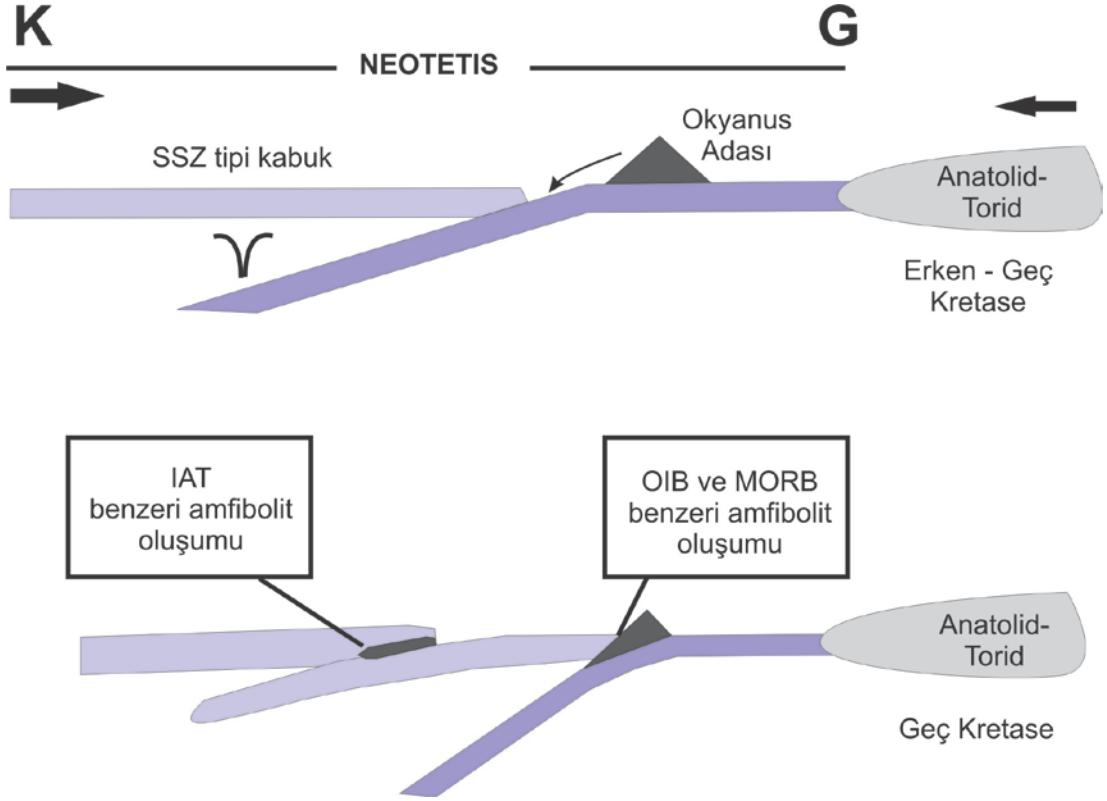 K
G
NEOTETIS
SSZ tipi kabuk
Okyanus
Adası
Anatolid-
Torid
Erken - Geç
Kretase
IAT
benzeri amfibolit
oluşumu
OIB ve MORB
benzeri amfibolit
oluşumu
Anatolid-
Torid
Geç Kretase